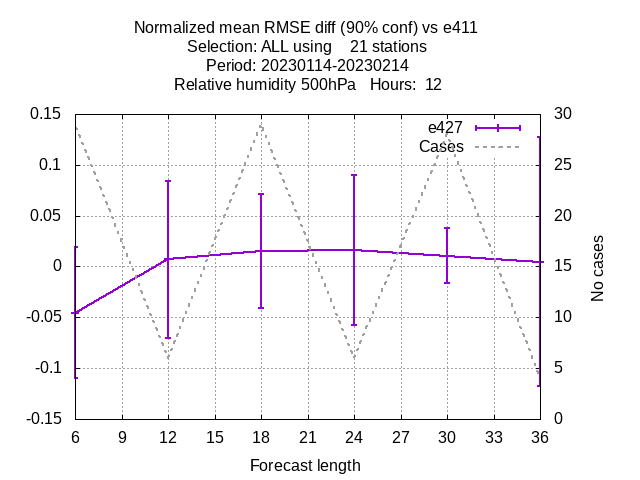 Normalized mean RMSE diff (90% conf) vs e411
Selection: ALL using    21 stations
Period: 20230114-20230214
Relative humidity 500hPa   Hours:  12
0.15
0.1
0.05
0
-0.05
-0.1
-0.15
30
25
20
15
10
5
0
e427
Cases
No cases
6 9 12 15 18 21 24 27 30 33 36
Forecast length